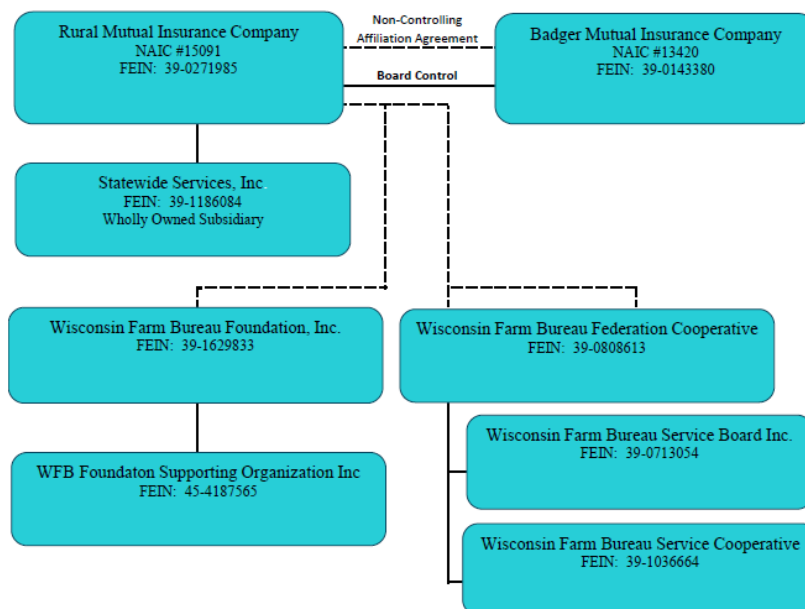 Rural Mutual Insurance Company
NAIC #15091
FEIN: 39-0271985
Non-Controlling
Affiliation Agreement
Board Control
Badger Mutual Insurance Company
NAIC #13420
FEIN: 39-0143380
Statewide Services, Inc.
FEIN: 39-1186084
Wholly Owned Subsidiary
Wisconsin Farm Bureau Foundation, Inc.
FEIN: 39-1629833
Wisconsin Farm Bureau Federation Cooperative
FEIN: 39-0808613
WFB Foundaton Supporting Organization Inc
FEIN: 45-4187565
Wisconsin Farm Bureau Service Board Inc.
FEIN: 39-0713054
Wisconsin Farm Bureau Service Cooperative
FEIN: 39-1036664